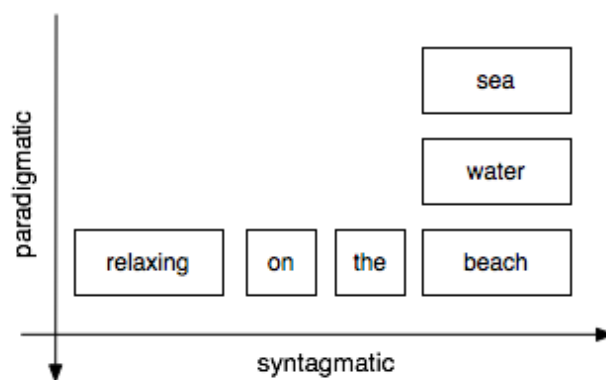 sea
water
paradigmatic
relaxing on the beach
syntagmatic